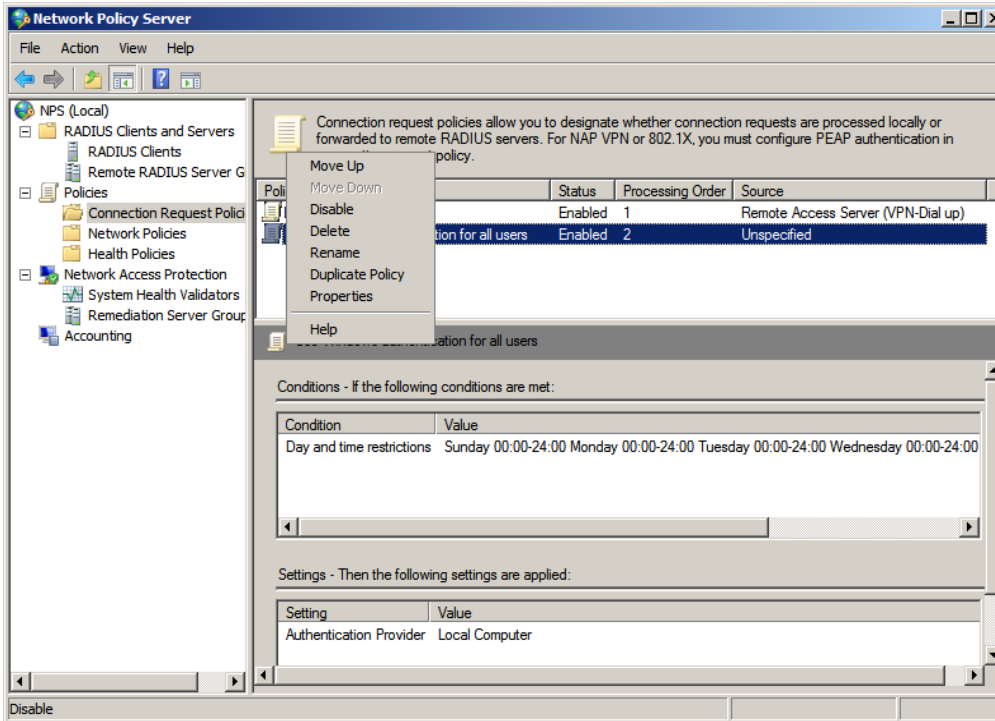 Network Policy Server
File Action View Help
NPS (Local)
RADIUS Clients and Servers
RADIUS Clients
Remote RADIUS Server G
Policies
Connection Request Polici
Network Policies
Health Policies
Network Access Protection
System Health Validators
Remediation Server Group
Accounting
Connection request policies allow you to designate whether connection requests are processed locally or
forwarded to remote RADIUS servers. For NAP VPN or 802.1X, you must configure PEAP authentication in
policy.
Move Up
Move Down
Disable
Delete
Rename
Duplicate Policy
Properties
Help
Poli Status Processing Order Source
Enabled 1 Remote Access Server (VPN-Dial up)
tion for all users Enabled 2 Unspecified
cation for all users
Conditions - If the following conditions are met:
Condition Value
Day and time restrictions Sunday 00:00-24:00 Monday 00:00-24:00 Tuesday 00:00-24:00 Wednesday 00:00-24:00
Settings - Then the following settings are applied:
Setting Value
Authentication Provider Local Computer
Disable